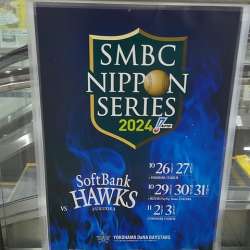 SMBC
NIPPON
SERIES
2024
10 26 27
10 29 30 31
11 2 3
SoftBank
HAWKS
VS
YOKOHAMA DeNA BAYSTARS